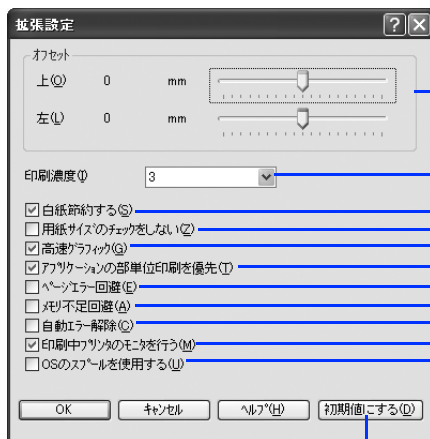 拡張設定
オフセット
上(O) 0 mm
左(L) 0 mm
印刷濃度(I) 3
白紙節約する(S)
用紙サイズのチェックをしない(Z)
高速グラフィック(G)
アプリケーションの部単位印刷を優先(T)
ページエラー回避(E)
メモリ不足回避(A)
自動エラー解除(C)
印刷中プリンタのモニタを行う(M)
OSのスプールを使用する(U)
OK キャンセル ヘルプ(H) 初期値にする(D)